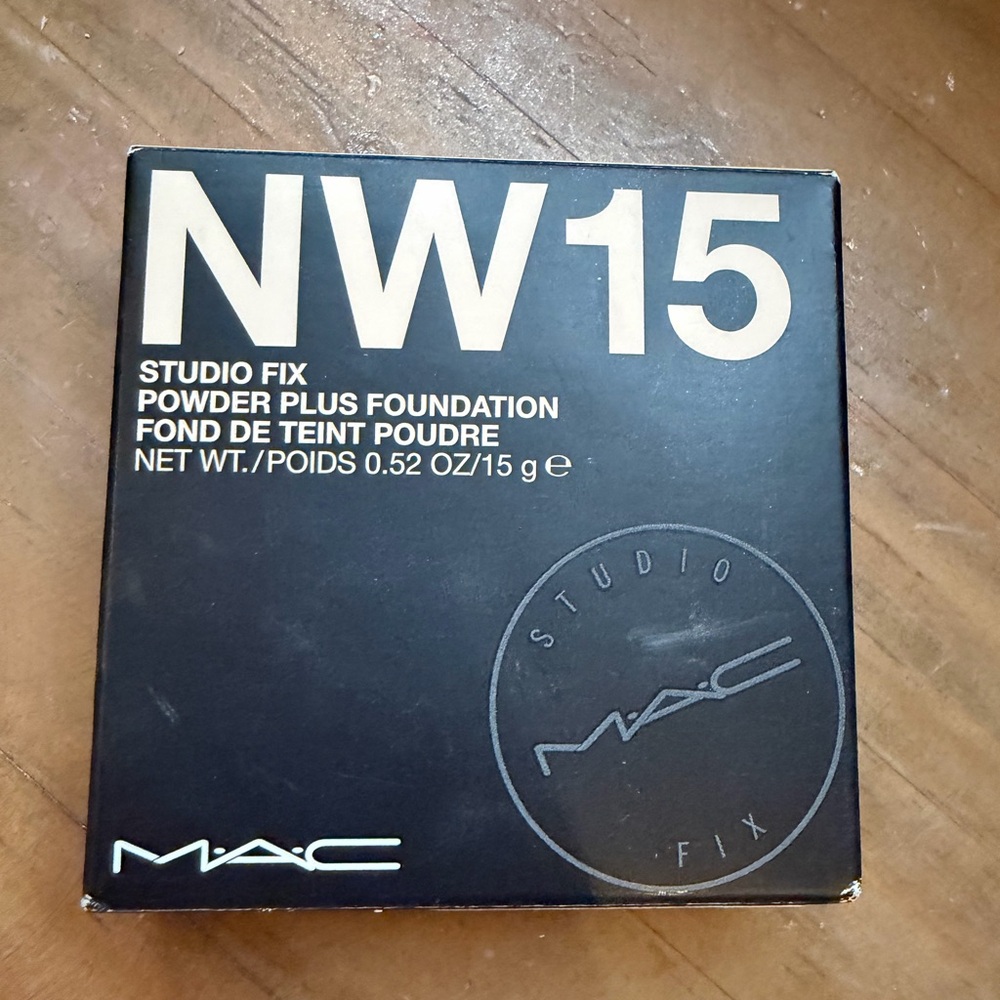 NW15
STUDIO FIX
POWDER PLUS FOUNDATION
FOND DE TEINT POUDRE
NET WT./POIDS 0.52 OZ/15 g ℮
STUDIO
M·A·C
FIX
M·A·C